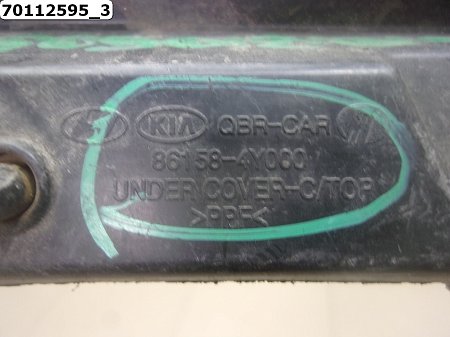 70112595_3
KIA QBR-CAR
86158-4Y000
UNDER COVER-C/TOP
>PPF<